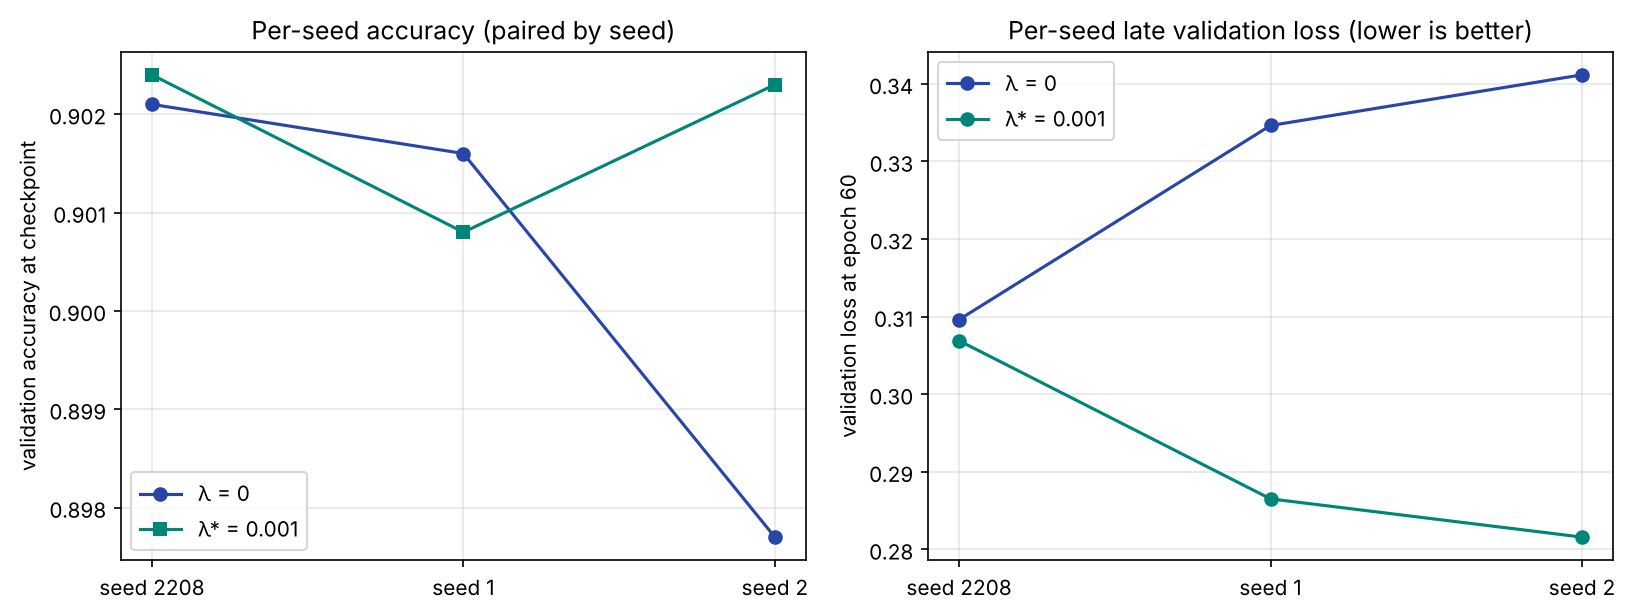 Per-seed accuracy (paired by seed)
validation accuracy at checkpoint
0.902
0.901
0.900
0.899
0.898
λ = 0
λ* = 0.001
seed 2208
seed 1
seed 2
Per-seed late validation loss (lower is better)
validation loss at epoch 60
0.34
0.33
0.32
0.31
0.30
0.29
0.28
λ = 0
λ* = 0.001
seed 2208
seed 1
seed 2